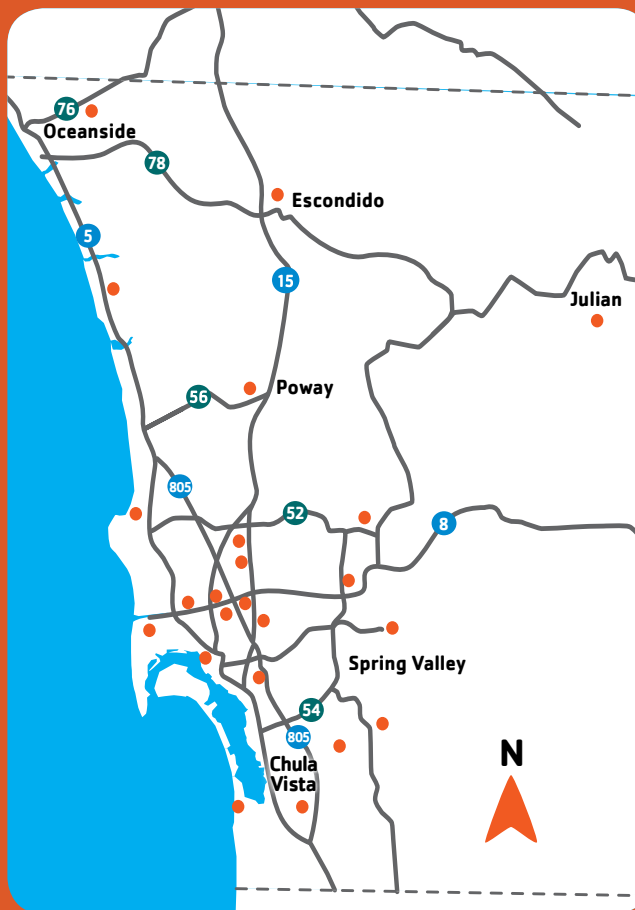 76
Oceanside
78
Escondido
5
15
Julian
Poway
56
805
52
8
Spring Valley
54
805
Chula
Vista
N